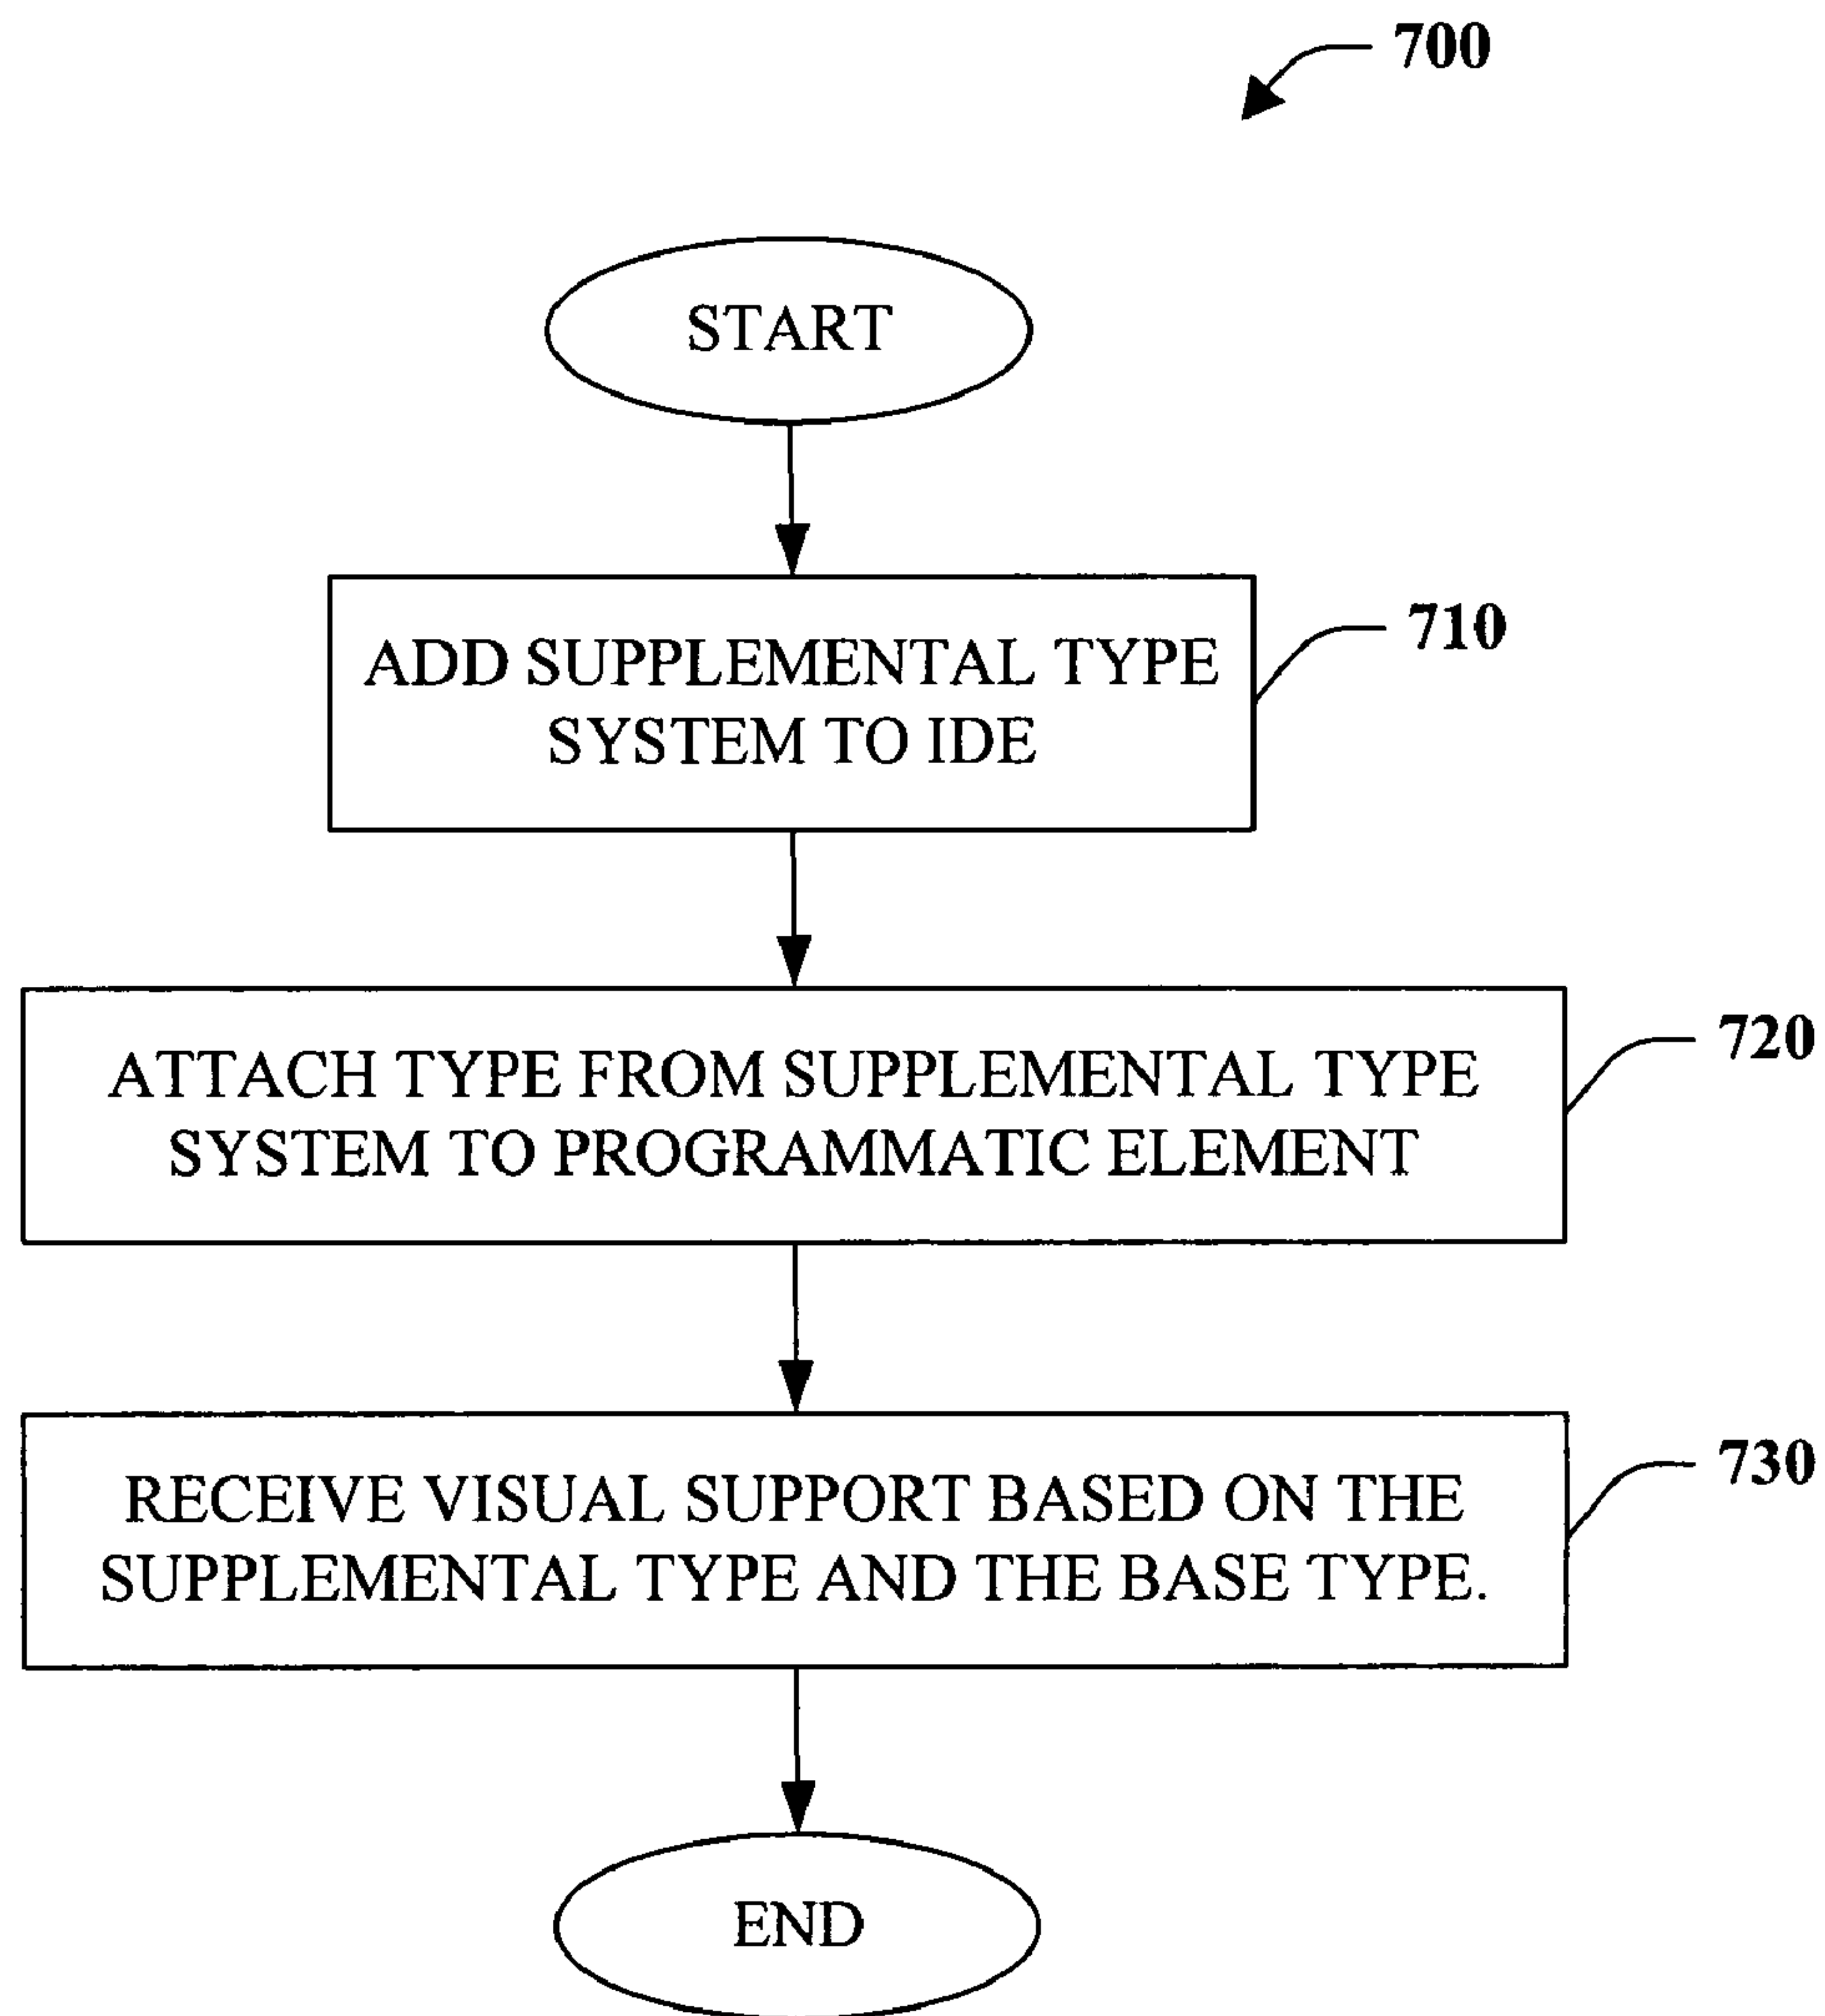 700
START
ADD SUPPLEMENTAL TYPE
SYSTEM TO IDE
710
ATTACH TYPE FROM SUPPLEMENTAL TYPE
SYSTEM TO PROGRAMMATIC ELEMENT
720
RECEIVE VISUAL SUPPORT BASED ON THE
SUPPLEMENTAL TYPE AND THE BASE TYPE.
730
END